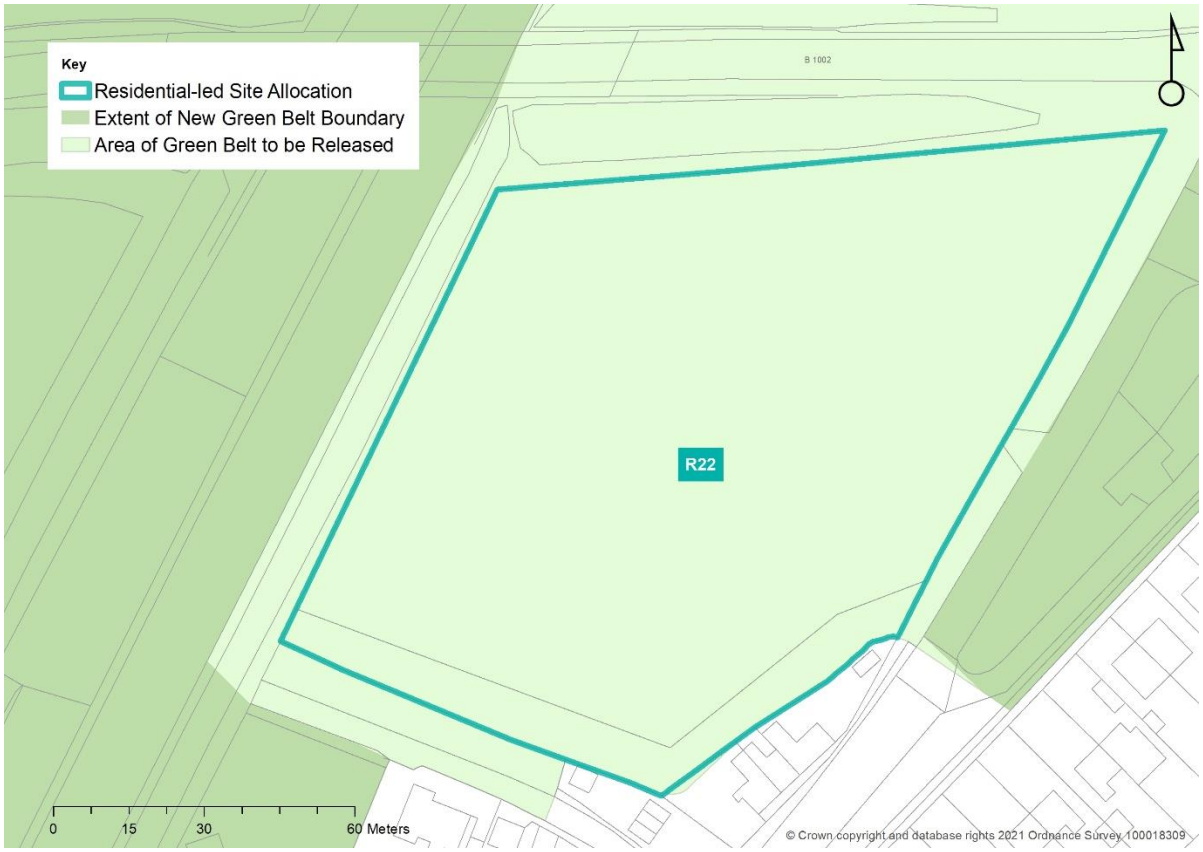 B 1002
Key
Residential-led Site Allocation
Extent of New Green Belt Boundary
Area of Green Belt to be Released
R22
0 15 30 60 Meters
© Crown copyright and database rights 2021 Ordnance Survey 100018309